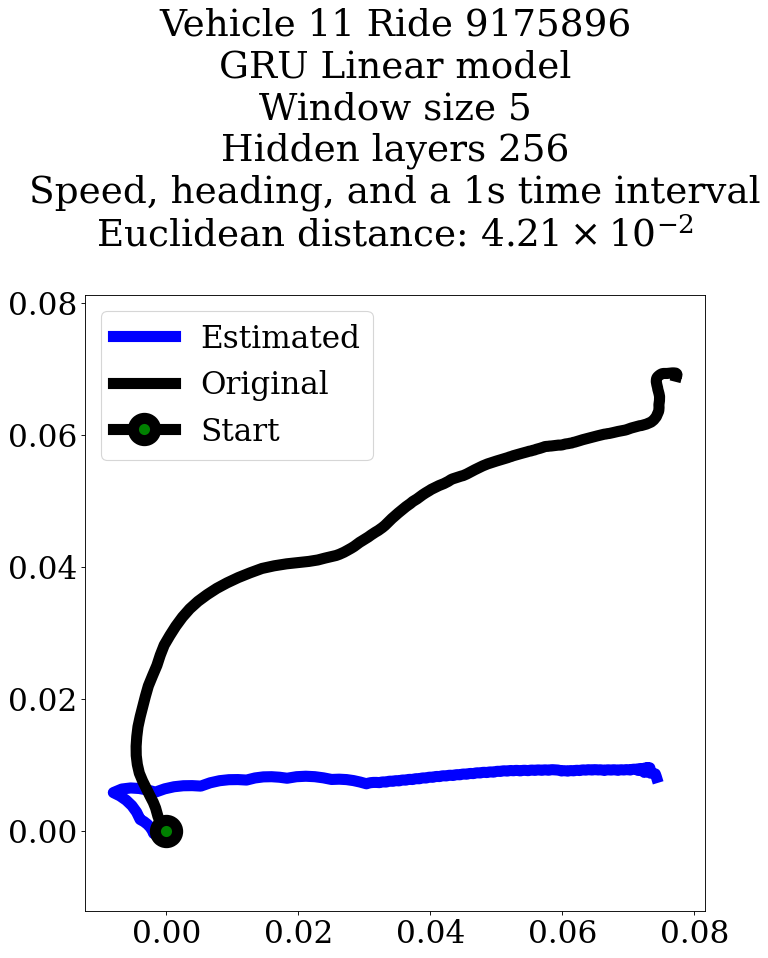 Vehicle 11 Ride 9175896
GRU Linear model
Window size 5
Hidden layers 256
Speed, heading, and a 1s time interval
Euclidean distance: 4.21 × 10⁻²
0.08
0.06
0.04
0.02
0.00
Estimated
Original
Start
0.00 0.02 0.04 0.06 0.08